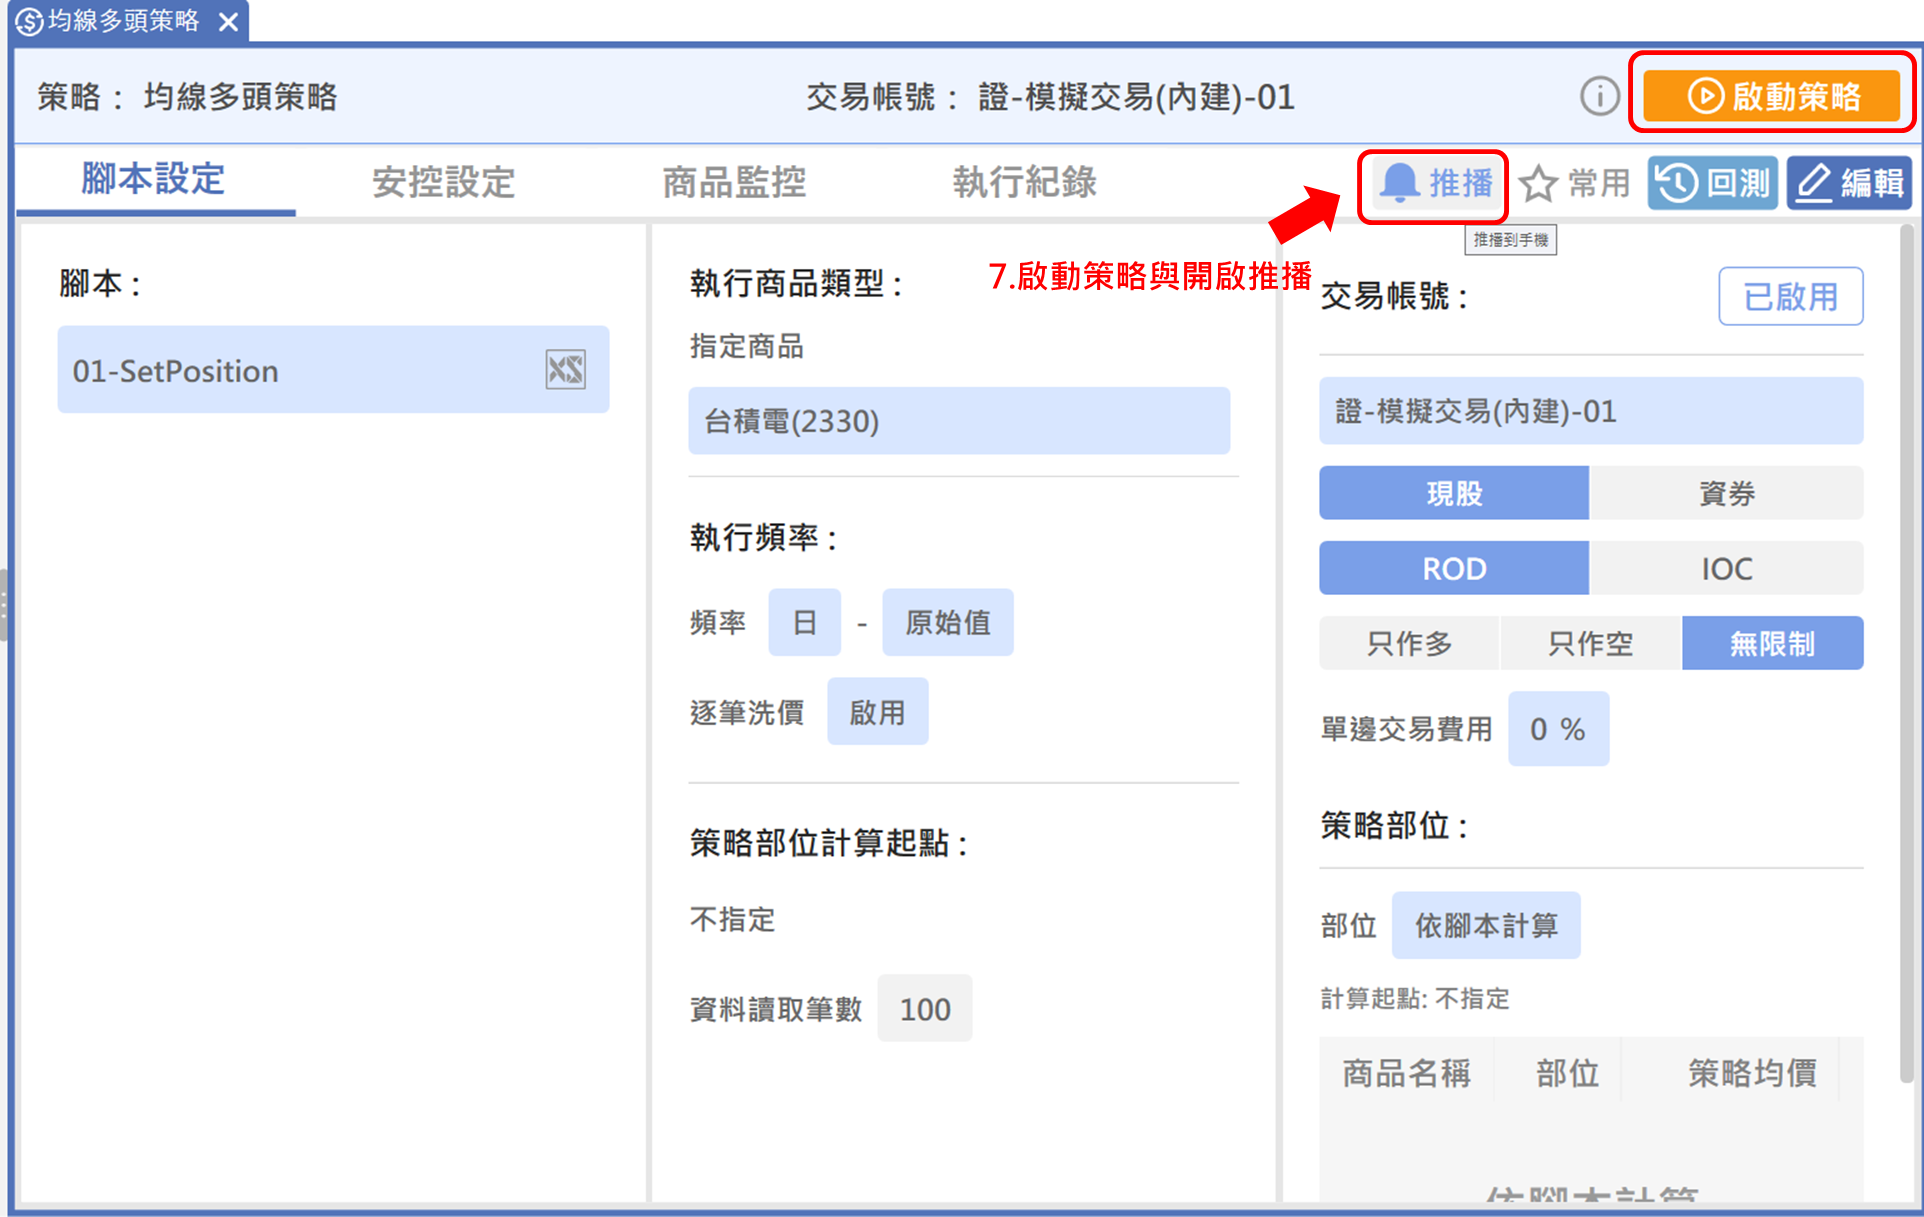 均線多頭策略
策略： 均線多頭策略
交易帳號： 證-模擬交易(內建)-01
啟動策略
腳本設定
安控設定
商品監控
執行紀錄
推播
常用
回測
編輯
推播到手機
7.啟動策略與開啟推播
腳本：
01-SetPosition
XS
執行商品類型：
指定商品
台積電(2330)
執行頻率：
頻率 日 - 原始值
逐筆洗價 啟用
策略部位計算起點：
不指定
資料讀取筆數 100
交易帳號：
已啟用
證-模擬交易(內建)-01
現股 資券
ROD IOC
只作多 只作空 無限制
單邊交易費用 0 %
策略部位：
部位 依腳本計算
計算起點: 不指定
商品名稱 部位 策略均價
依腳本計算